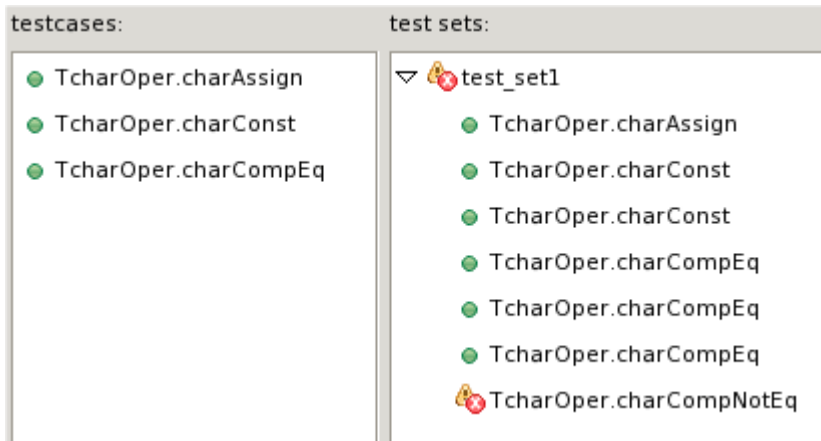 testcases:
TcharOper.charAssign
TcharOper.charConst
TcharOper.charCompEq
test sets:
test_set1
TcharOper.charAssign
TcharOper.charConst
TcharOper.charConst
TcharOper.charCompEq
TcharOper.charCompEq
TcharOper.charCompEq
TcharOper.charCompNotEq